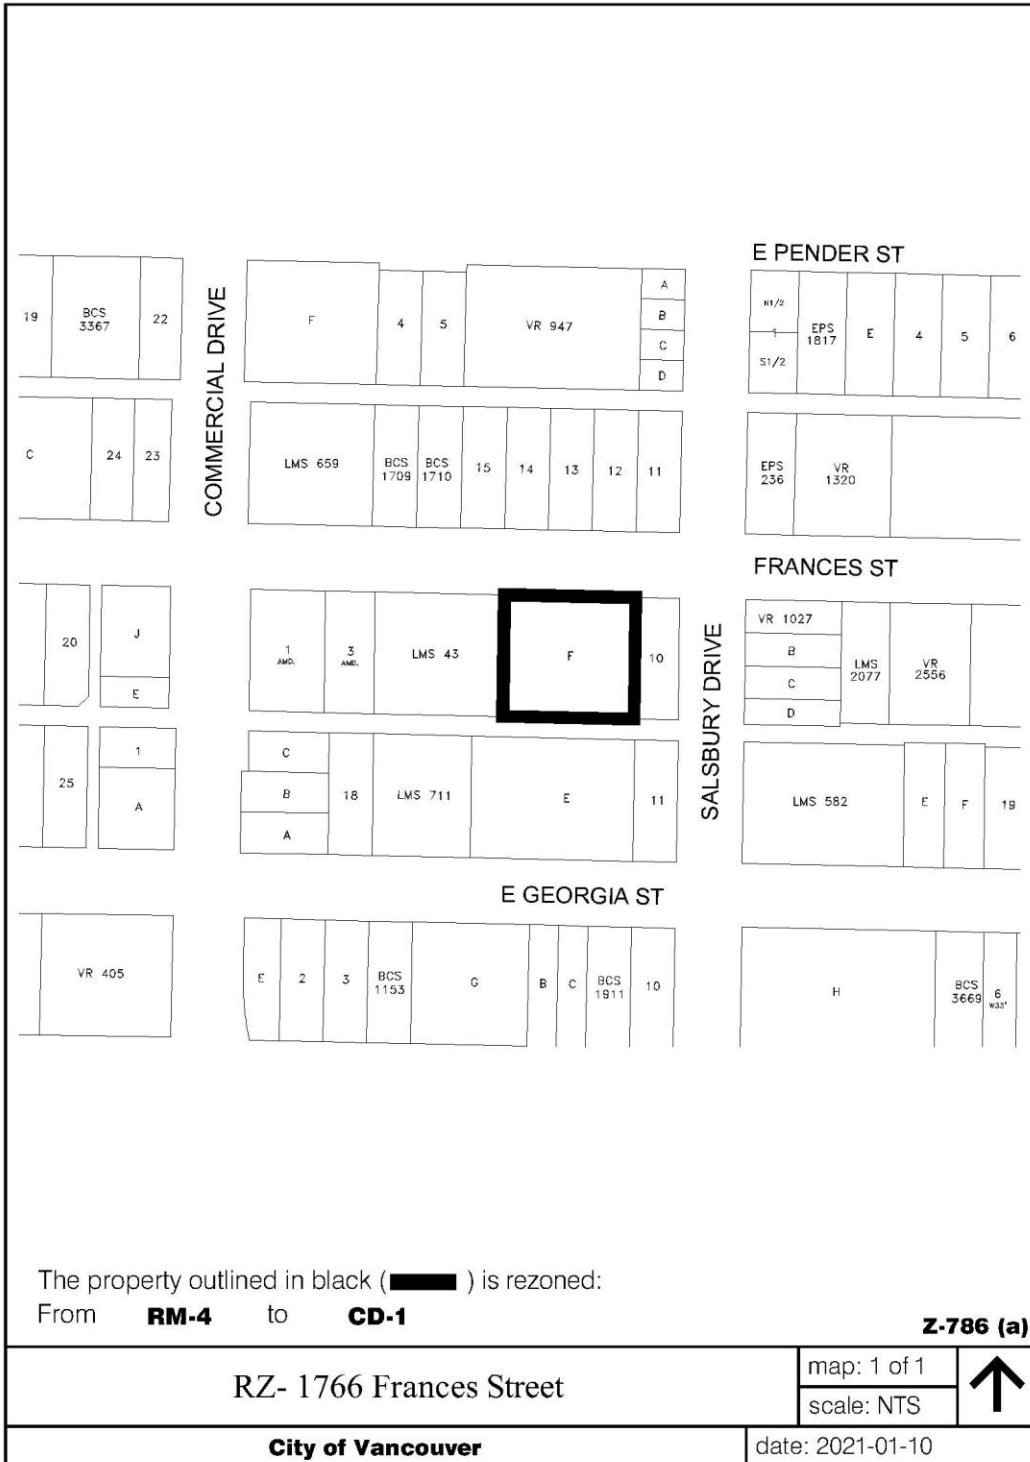 E PENDER ST
COMMERCIAL DRIVE
19
BCS
3367
22
F
4
5
VR 947
A
B
C
D
N1/2
1
S1/2
EPS
1817
E
4
5
6
C
24
23
LMS 659
BCS
1709
BCS
1710
15
14
13
12
11
EPS
236
VR
1320
FRANCES ST
20
J
E
1
AMD.
3
AMD.
LMS 43
F
10
SALSBURY DRIVE
VR 1027
B
C
D
LMS
2077
VR
2556
25
1
A
C
B
A
18
LMS 711
E
11
LMS 582
E
F
19
E GEORGIA ST
VR 405
E
2
3
BCS
1153
G
B
C
BCS
1911
10
H
BCS
3669
6
W33'
The property outlined in black ( ) is rezoned:
From RM-4 to CD-1
Z-786 (a)
RZ- 1766 Frances Street
map: 1 of 1
scale: NTS
City of Vancouver
date: 2021-01-10